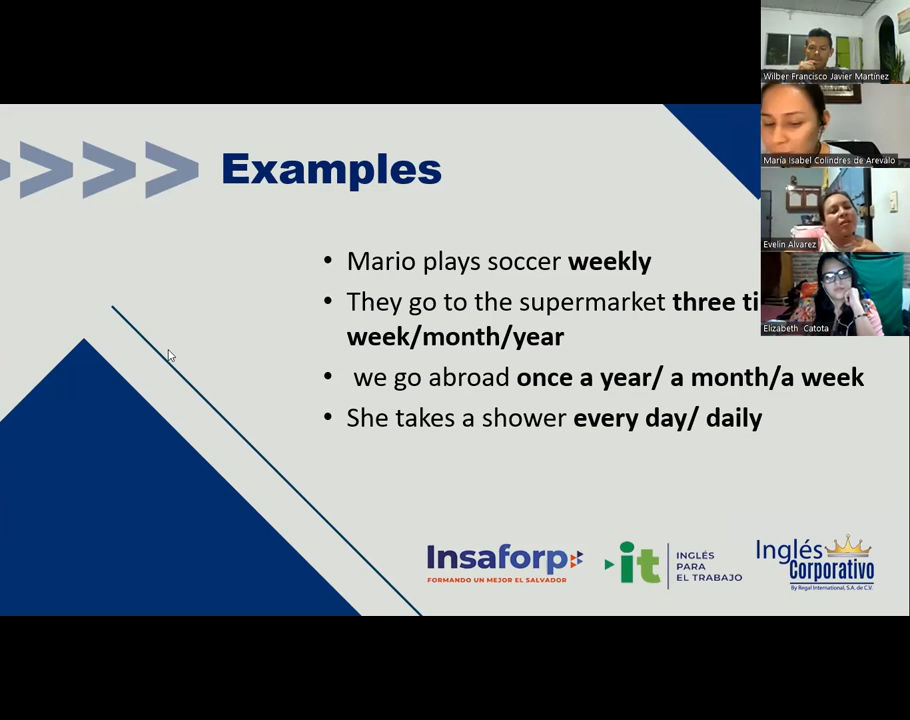 Examples
• Mario plays soccer weekly
• They go to the supermarket three
week/month/year
• we go abroad once a year/ a month/a week
• She takes a shower every day/ daily
Insaforp
FORMANDO UN MEJOR EL SALVADOR
it
INGLÉS
PARA
EL TRABAJO
Inglés
Corporativo
By Regal International, S.A. de C.V.
Wilber Francisco Javier Martínez
María Isabel Colindres de Arevalo
Evelin Alvarez
Elizabeth Catota